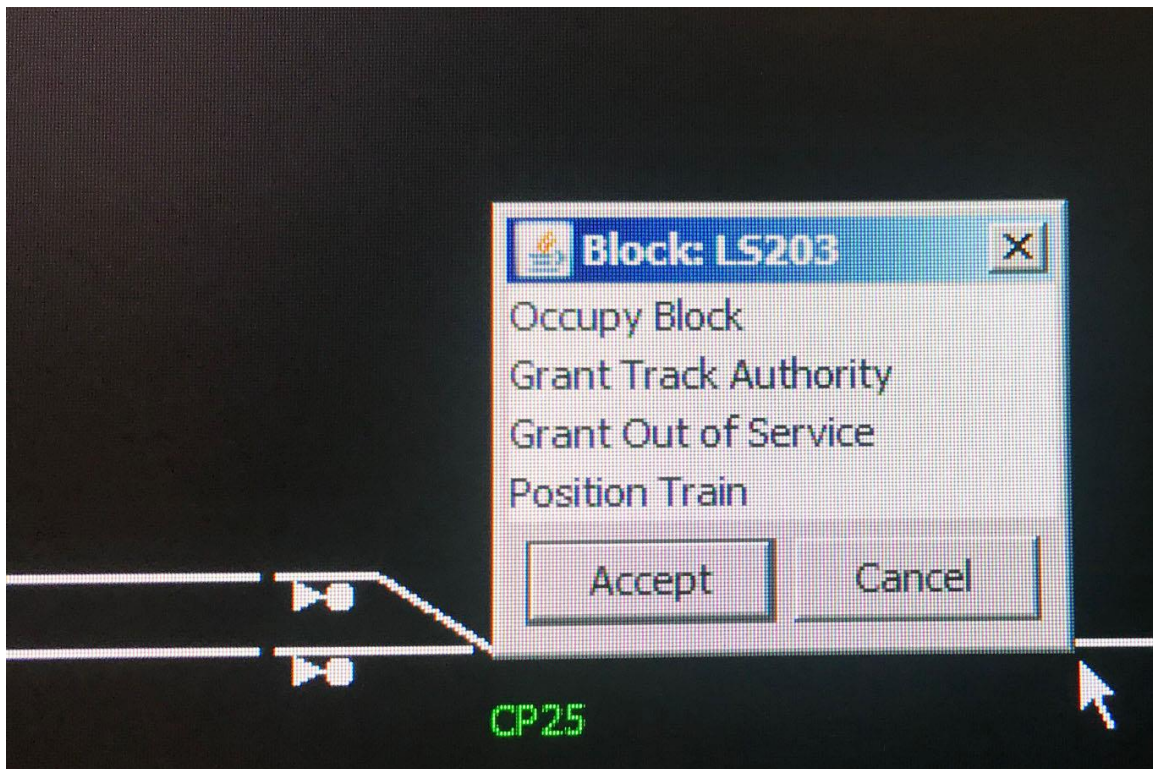 Block: LS203
Occupy Block
Grant Track Authority
Grant Out of Service
Position Train
Accept Cancel
CP25